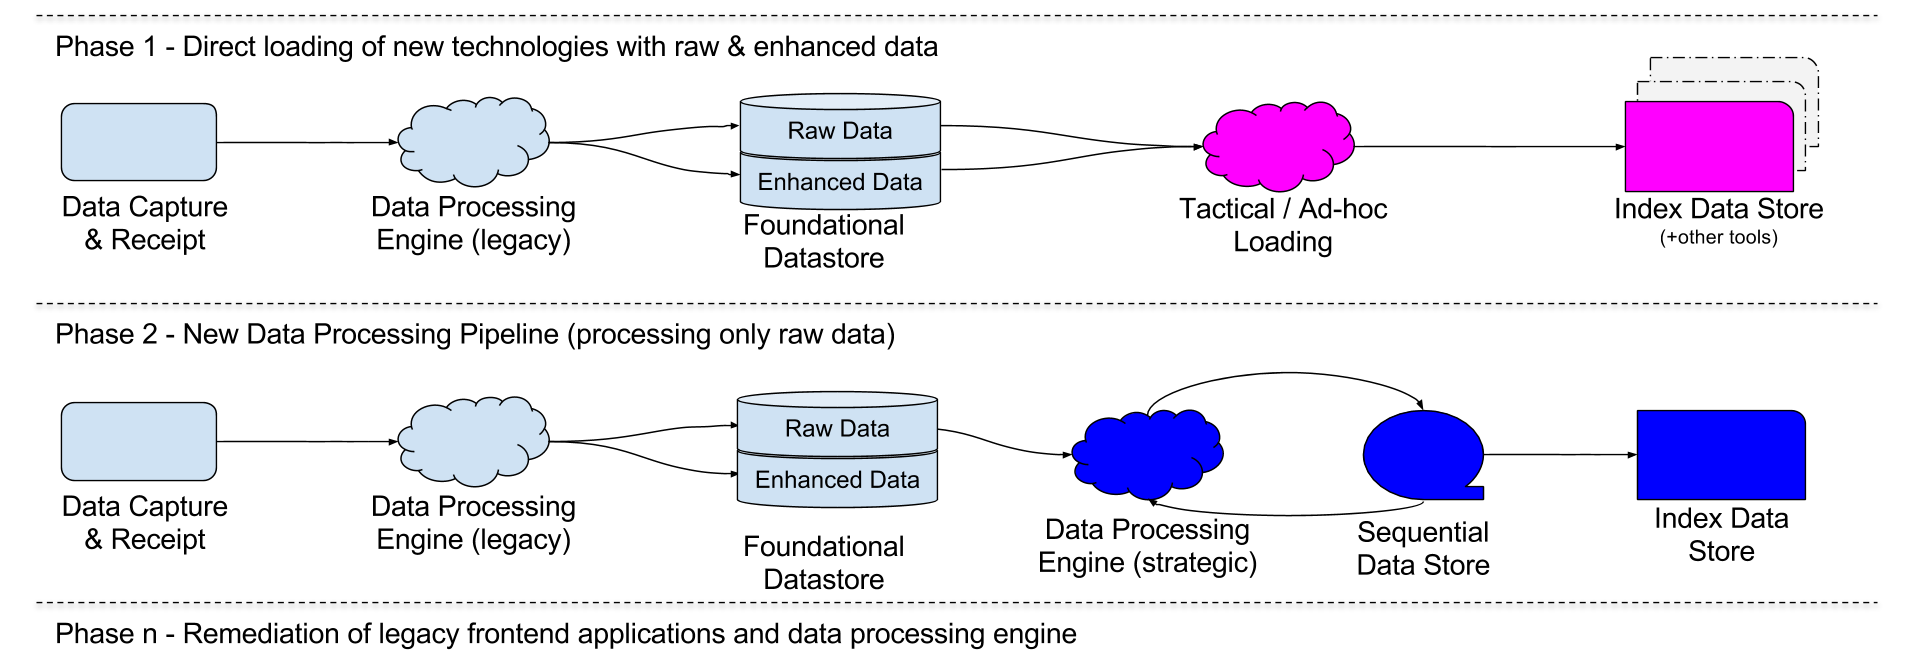 Phase 1 - Direct loading of new technologies with raw & enhanced data
Raw Data
Enhanced Data
Data Capture
& Receipt
Data Processing
Engine (legacy)
Foundational
Datastore
Tactical / Ad-hoc
Loading
Index Data Store
(+other tools)
Phase 2 - New Data Processing Pipeline (processing only raw data)
Raw Data
Enhanced Data
Data Capture
& Receipt
Data Processing
Engine (legacy)
Foundational
Datastore
Data Processing
Engine (strategic)
Sequential
Data Store
Index Data
Store
Phase n - Remediation of legacy frontend applications and data processing engine